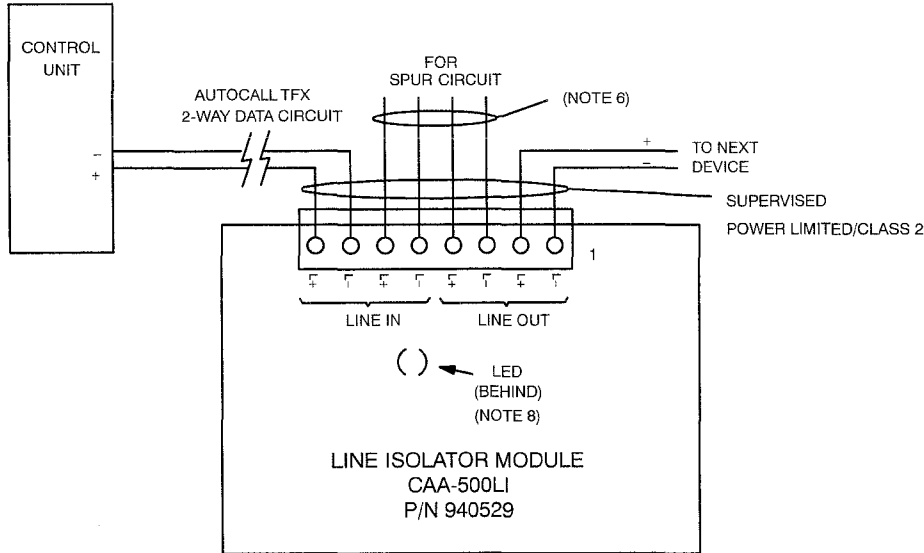 CONTROL
UNIT
FOR
SPUR CIRCUIT
(NOTE 6)
AUTOCALL TFX
2-WAY DATA CIRCUIT
−
+
+
−
TO NEXT
DEVICE
SUPERVISED
POWER LIMITED/CLASS 2
1
L+ L− L+ L− L+ L− L+ L−
LINE IN
LINE OUT
LED
(BEHIND)
(NOTE 8)
LINE ISOLATOR MODULE
CAA-500LI
P/N 940529